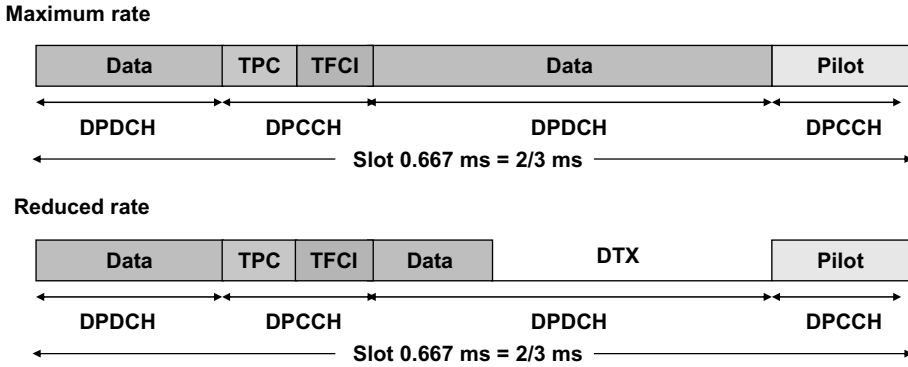 Maximum rate
Data TPC TFCI Data Pilot
DPDCH DPCCH DPDCH DPCCH
Slot 0.667 ms = 2/3 ms
Reduced rate
Data TPC TFCI Data DTX Pilot
DPDCH DPCCH DPDCH DPCCH
Slot 0.667 ms = 2/3 ms